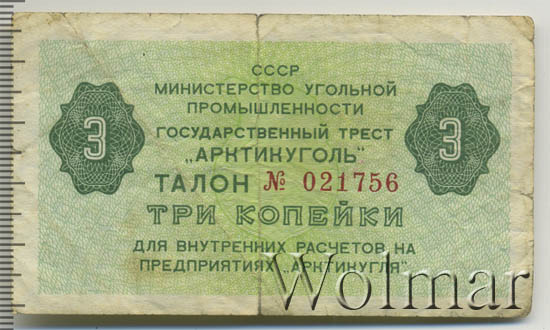 СССР
МИНИСТЕРСТВО УГОЛЬНОЙ
ПРОМЫШЛЕННОСТИ
ГОСУДАРСТВЕННЫЙ ТРЕСТ
„АРКТИКУГОЛЬ“
3
3
ТАЛОН № 021756
ТРИ КОПЕЙКИ
ДЛЯ ВНУТРЕННИХ РАСЧЕТОВ НА
ПРЕДПРИЯТИЯХ „АРКТИКУГЛЯ“
Wolmar